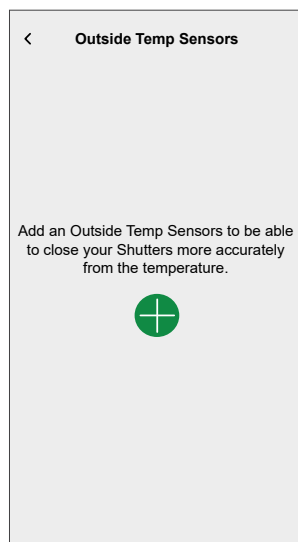 Outside Temp Sensors
Add an Outside Temp Sensors to be able
to close your Shutters more accurately
from the temperature.